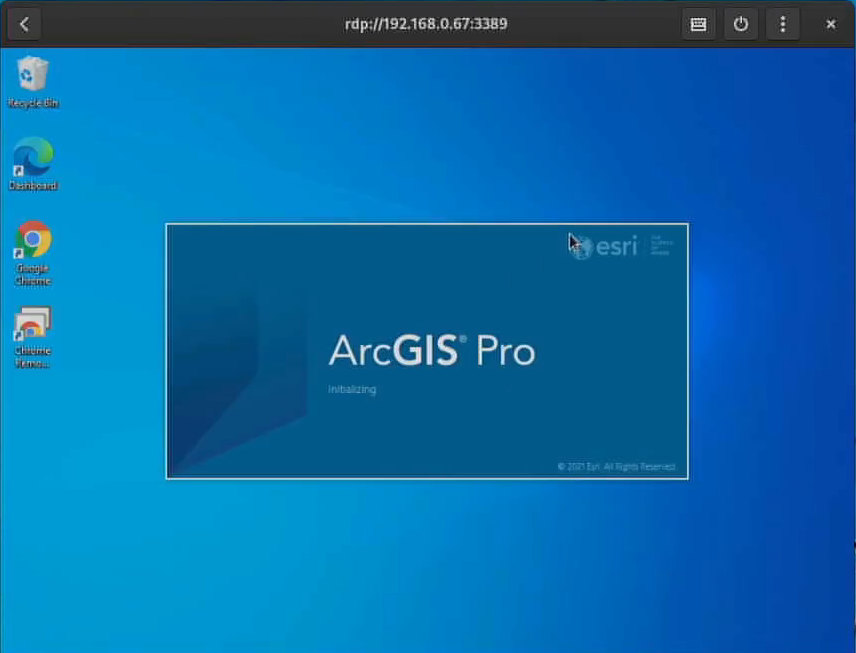 rdp://192.168.0.67:3389
Recycle Bin
Dashboard
Google
Chrome
Chrome
Remo...
esri
ArcGIS® Pro
Initializing
© 2021 Esri. All Rights Reserved.